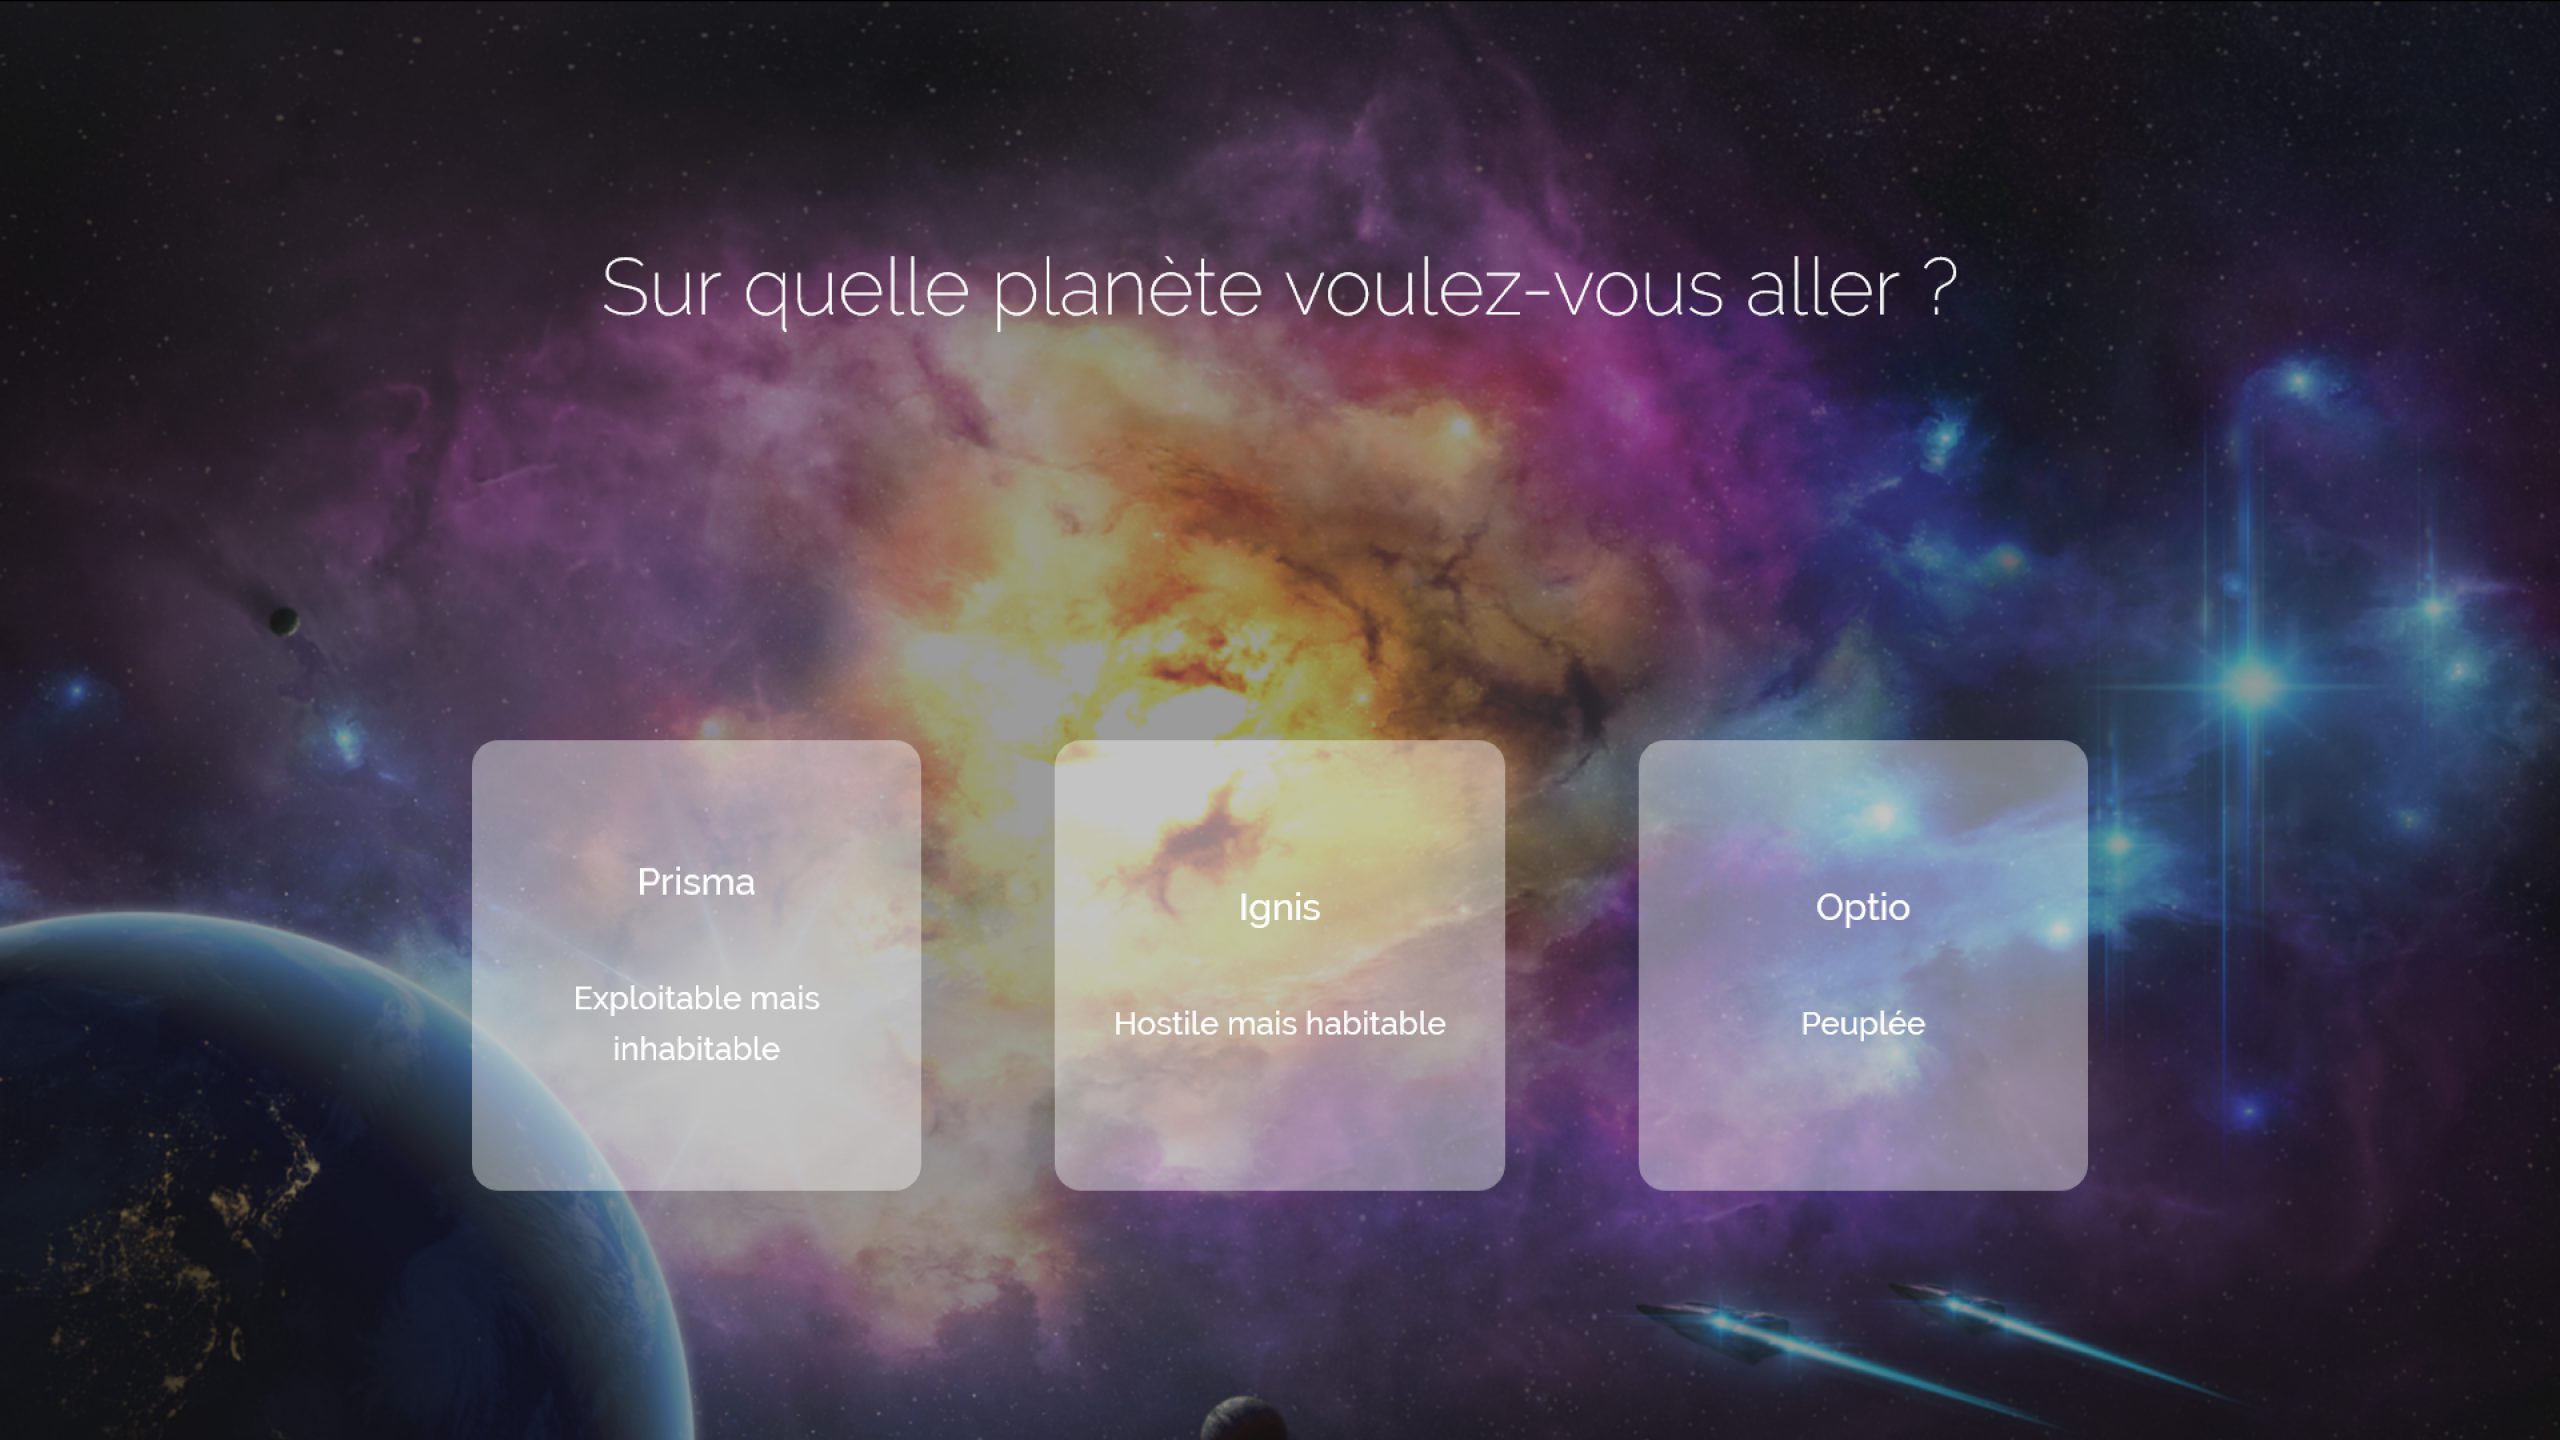 Sur quelle planète voulez-vous aller ?
Prisma
Exploitable mais
inhabitable
Ignis
Hostile mais habitable
Optio
Peuplée